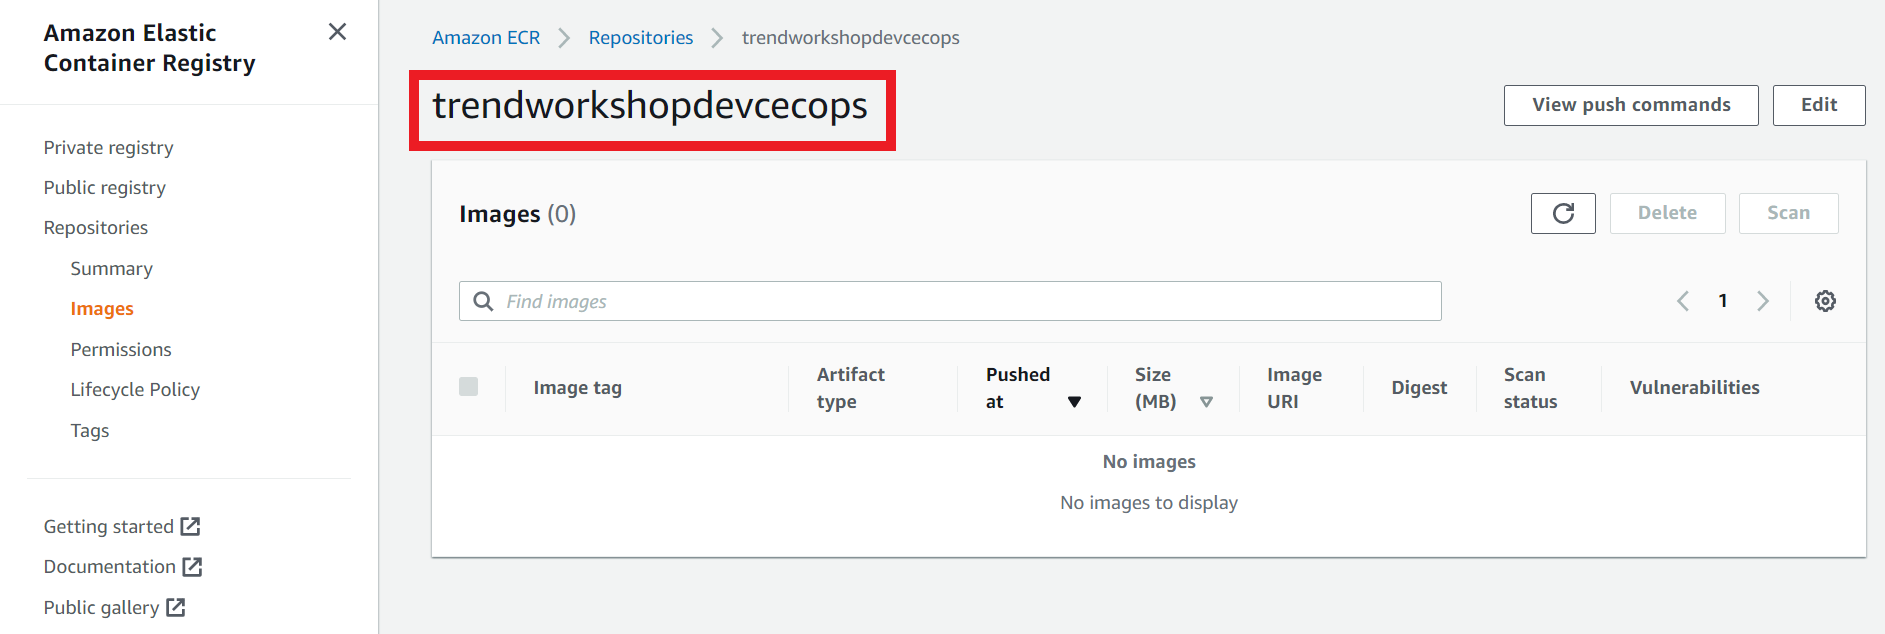 Amazon Elastic
Container Registry
Private registry
Public registry
Repositories
Summary
Images
Permissions
Lifecycle Policy
Tags
Getting started
Documentation
Public gallery
Amazon ECR Repositories trendworkshopdevcecops
trendworkshopdevcecops
View push commands Edit
Images (0)
Delete Scan
Find images
1
Image tag Artifact type Pushed at Size (MB) Image URI Digest Scan status Vulnerabilities
No images
No images to display